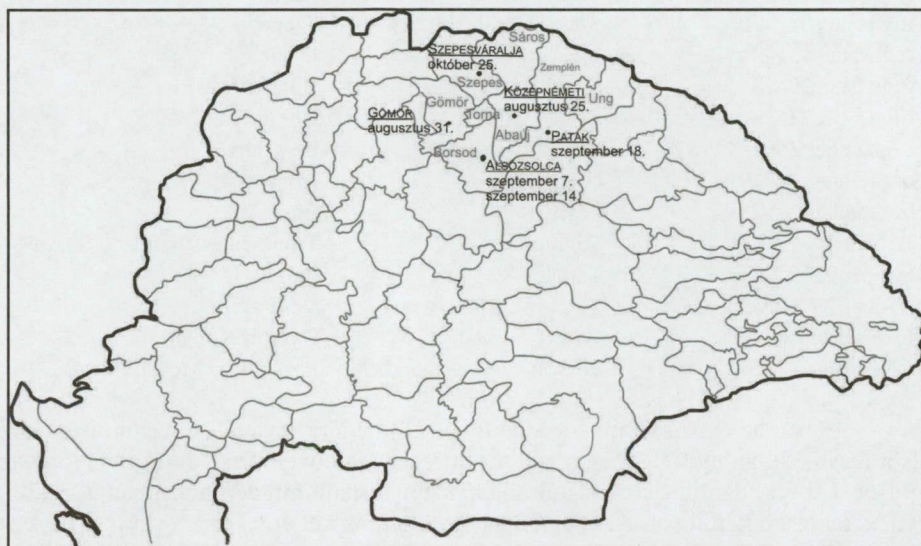 Sáros
SZEPESVÁRALJA
október 25.
Zemplén
Szepes
KÖZÉPNÉMETI
augusztus 25.
Ung
Gömör
GÖMÖR
augusztus 31.
Torna
Abaúj
PATAK
szeptember 18.
Borsod
ALSÓZSOLCA
szeptember 7.
szeptember 14.